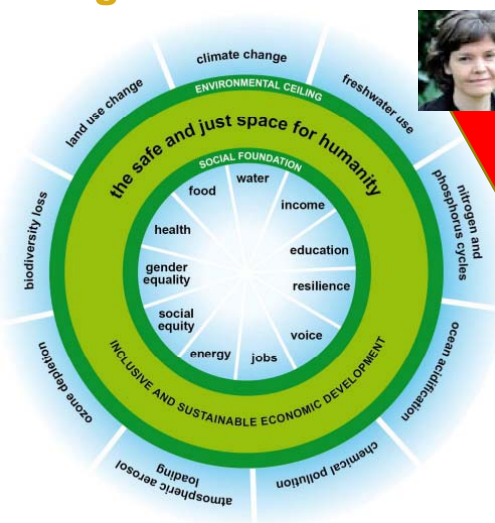 climate change
ENVIRONMENTAL CEILING
freshwater use
land use change
the safe and just space for humanity
SOCIAL FOUNDATION
water
food
income
nitrogen and
phosphorus cycles
health
education
biodiversity loss
gender
equality
resilience
social
equity
voice
energy
jobs
INCLUSIVE AND SUSTAINABLE ECONOMIC DEVELOPMENT
ocean acidification
ozone depletion
chemical pollution
atmospheric aerosol
loading